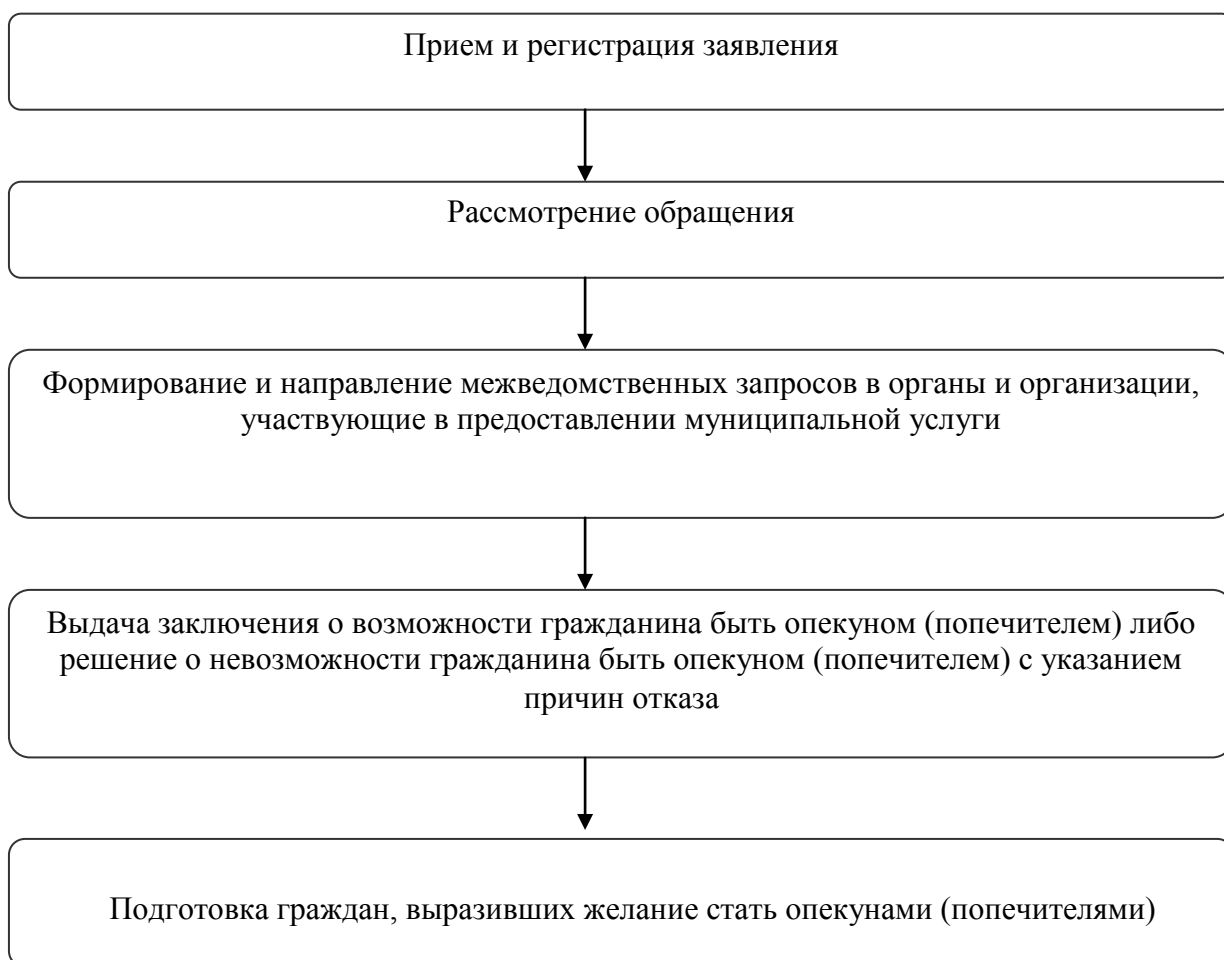 Прием и регистрация заявления
Рассмотрение обращения
Формирование и направление межведомственных запросов в органы и организации,
участвующие в предоставлении муниципальной услуги
Выдача заключения о возможности гражданина быть опекуном (попечителем) либо
решение о невозможности гражданина быть опекуном (попечителем) с указанием
причин отказа
Подготовка граждан, выразивших желание стать опекунами (попечителями)